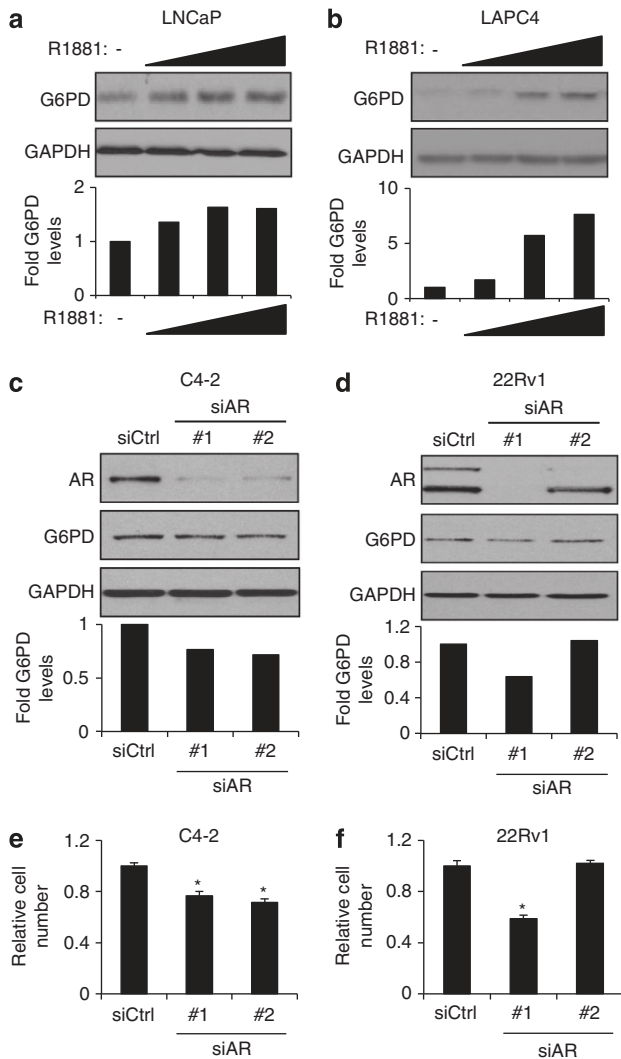 a
LNCaP
R1881: -
G6PD
GAPDH
Fold G6PD
levels
2
1
0
R1881: -
b
LAPC4
R1881: -
G6PD
GAPDH
Fold G6PD
levels
10
5
0
R1881: -
c
C4-2
siAR
siCtrl #1 #2
AR
G6PD
GAPDH
Fold G6PD
levels
1
0
siCtrl #1 #2
siAR
d
22Rv1
siAR
siCtrl #1 #2
AR
G6PD
GAPDH
Fold G6PD
levels
1.2
0.8
0.4
0
siCtrl #1 #2
siAR
e
C4-2
Relative cell
number
1.2
0.8
0.4
0
* *
siCtrl #1 #2
siAR
f
22Rv1
Relative cell
number
1.2
0.8
0.4
0
*
siCtrl #1 #2
siAR